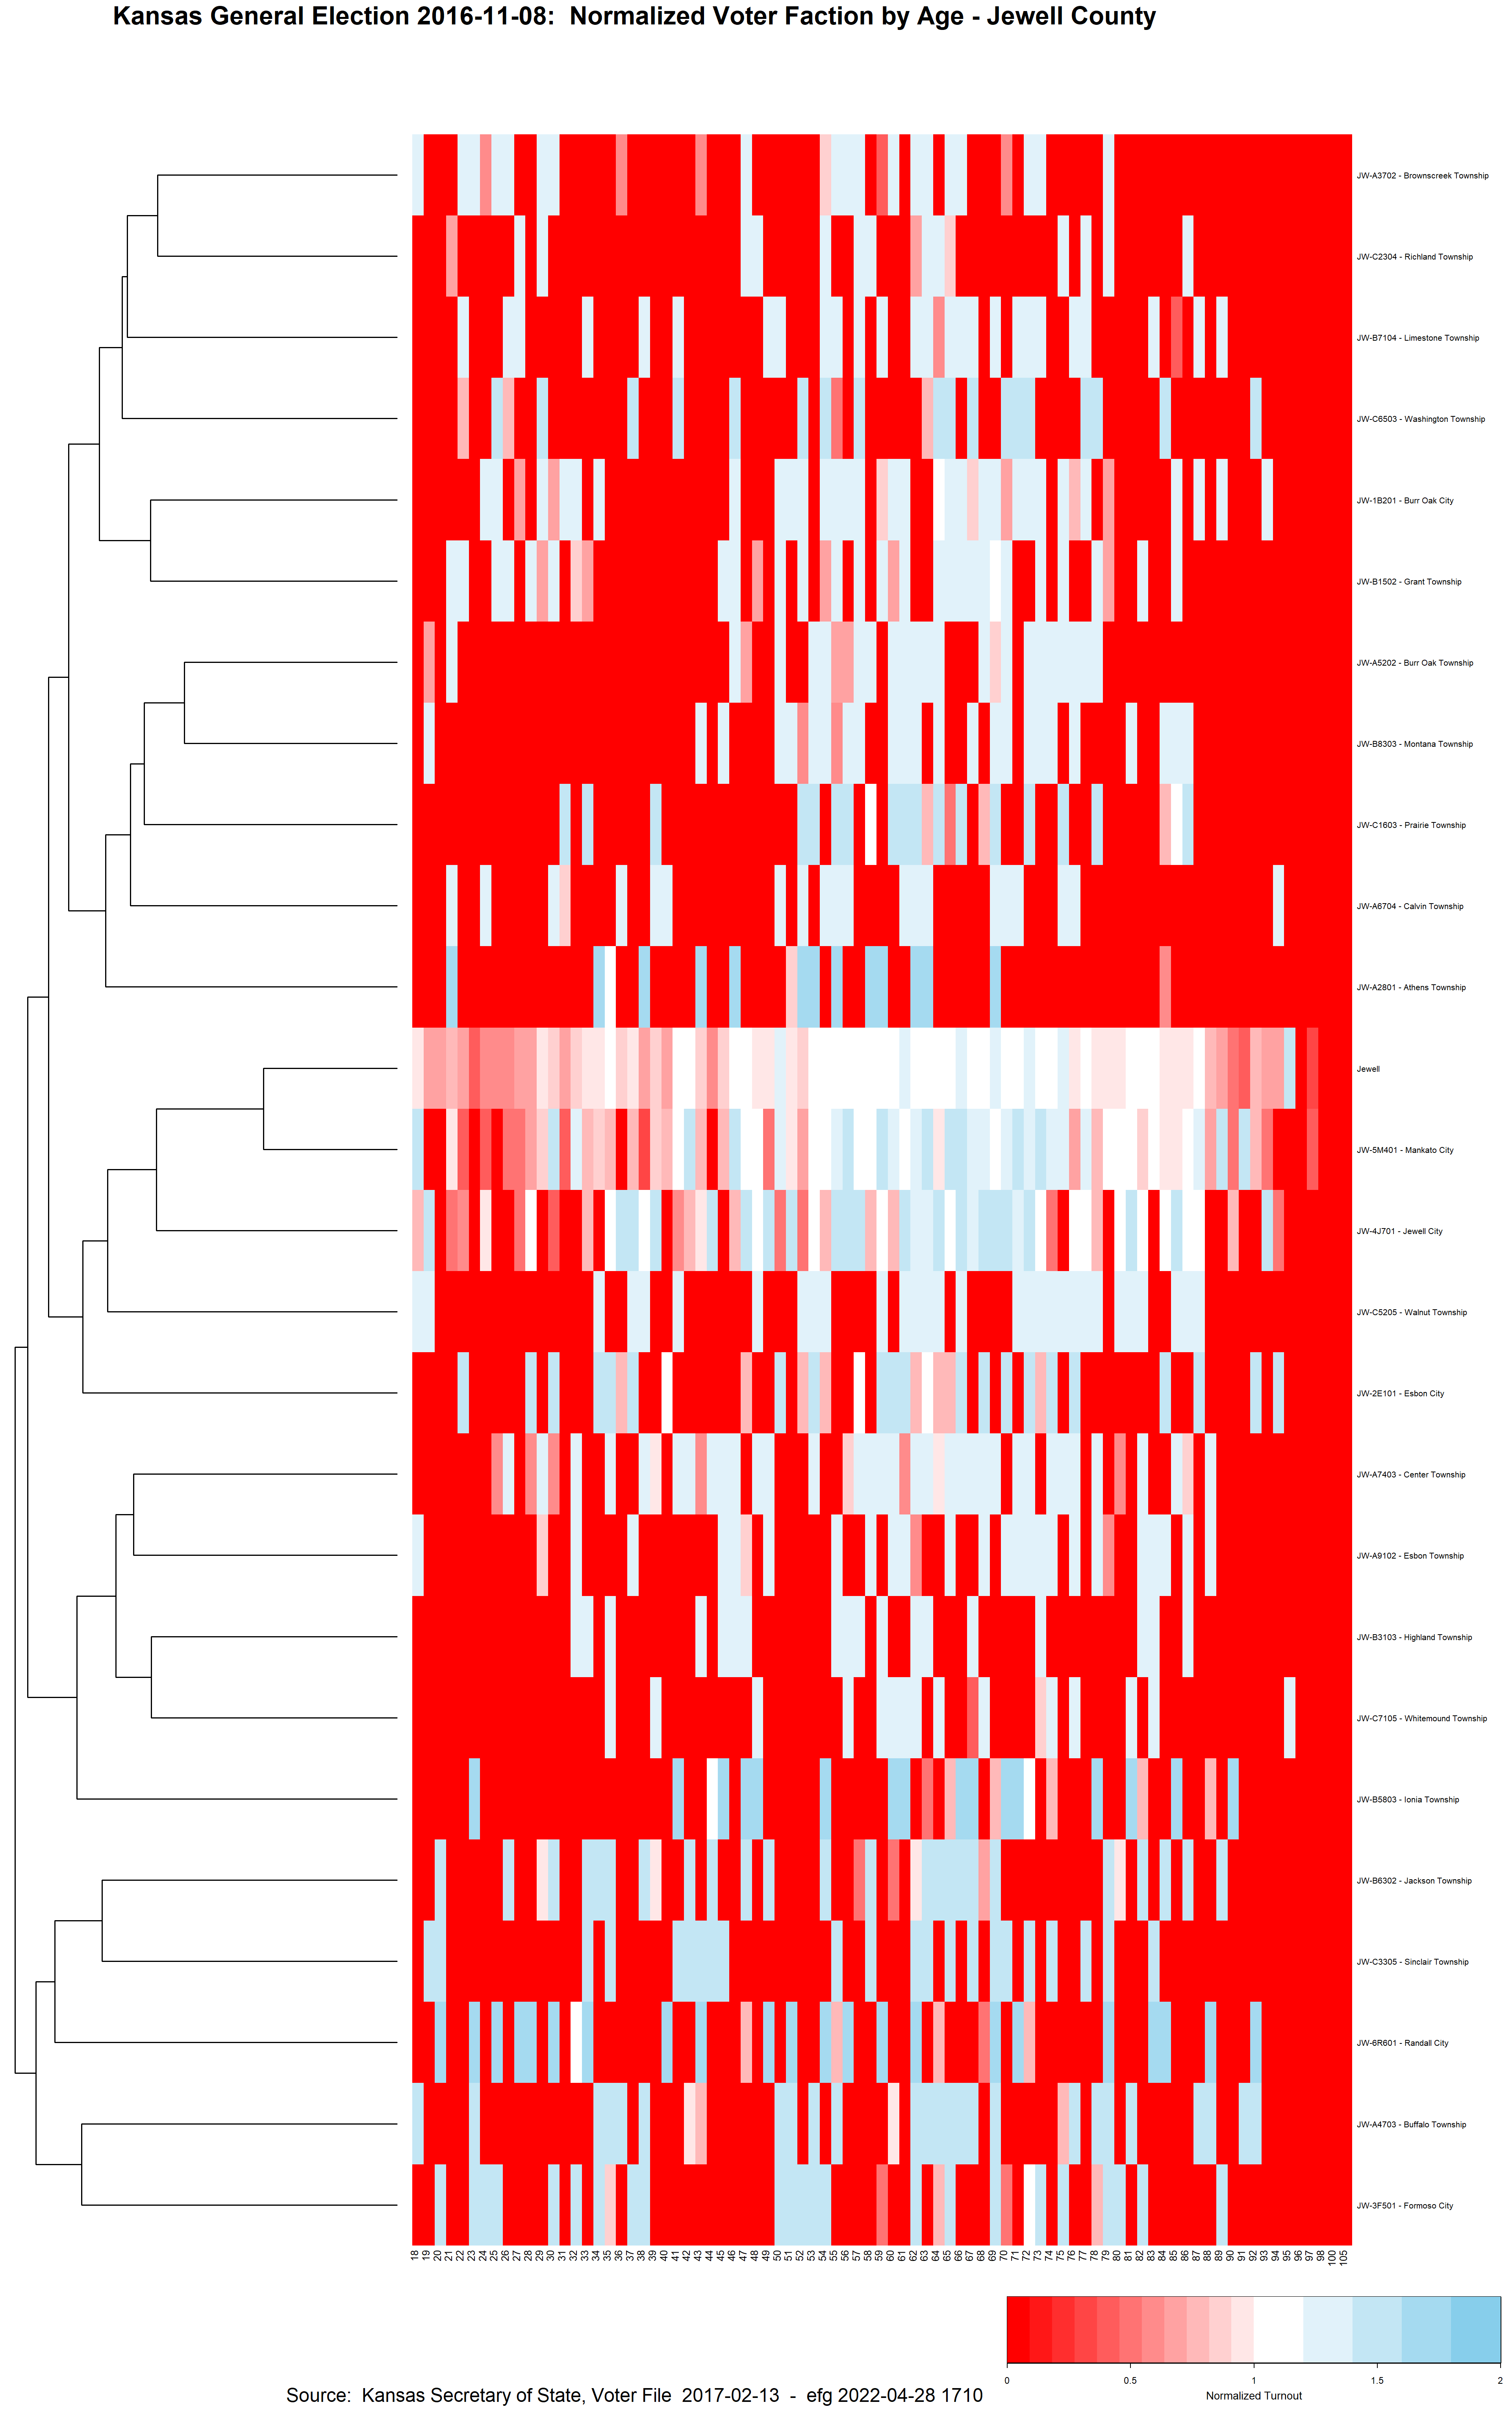 Kansas General Election 2016-11-08:  Normalized Voter Faction by Age - Jewell County
JW-A3702 - Brownscreek Township
JW-C2304 - Richland Township
JW-B7104 - Limestone Township
JW-C6503 - Washington Township
JW-1B201 - Burr Oak City
JW-B1502 - Grant Township
JW-A5202 - Burr Oak Township
JW-B8303 - Montana Township
JW-C1603 - Prairie Township
JW-A6704 - Calvin Township
JW-A2801 - Athens Township
Jewell
JW-5M401 - Mankato City
JW-4J701 - Jewell City
JW-C5205 - Walnut Township
JW-2E101 - Esbon City
JW-A7403 - Center Township
JW-A9102 - Esbon Township
JW-B3103 - Highland Township
JW-C7105 - Whitemound Township
JW-B5803 - Ionia Township
JW-B6302 - Jackson Township
JW-C3305 - Sinclair Township
JW-6R601 - Randall City
JW-A4703 - Buffalo Township
JW-3F501 - Formoso City
18 19 20 21 22 23 24 25 26 27 28 29 30 31 32 33 34 35 36 37 38 39 40 41 42 43 44 45 46 47 48 49 50 51 52 53 54 55 56 57 58 59 60 61 62 63 64 65 66 67 68 69 70 71 72 73 74 75 76 77 78 79 80 81 82 83 84 85 86 87 88 89 90 91 92 93 94 95 96 97 98 100 105
0 0.5 1 1.5 2
Normalized Turnout
Source:  Kansas Secretary of State, Voter File  2017-02-13  -  efg 2022-04-28 1710